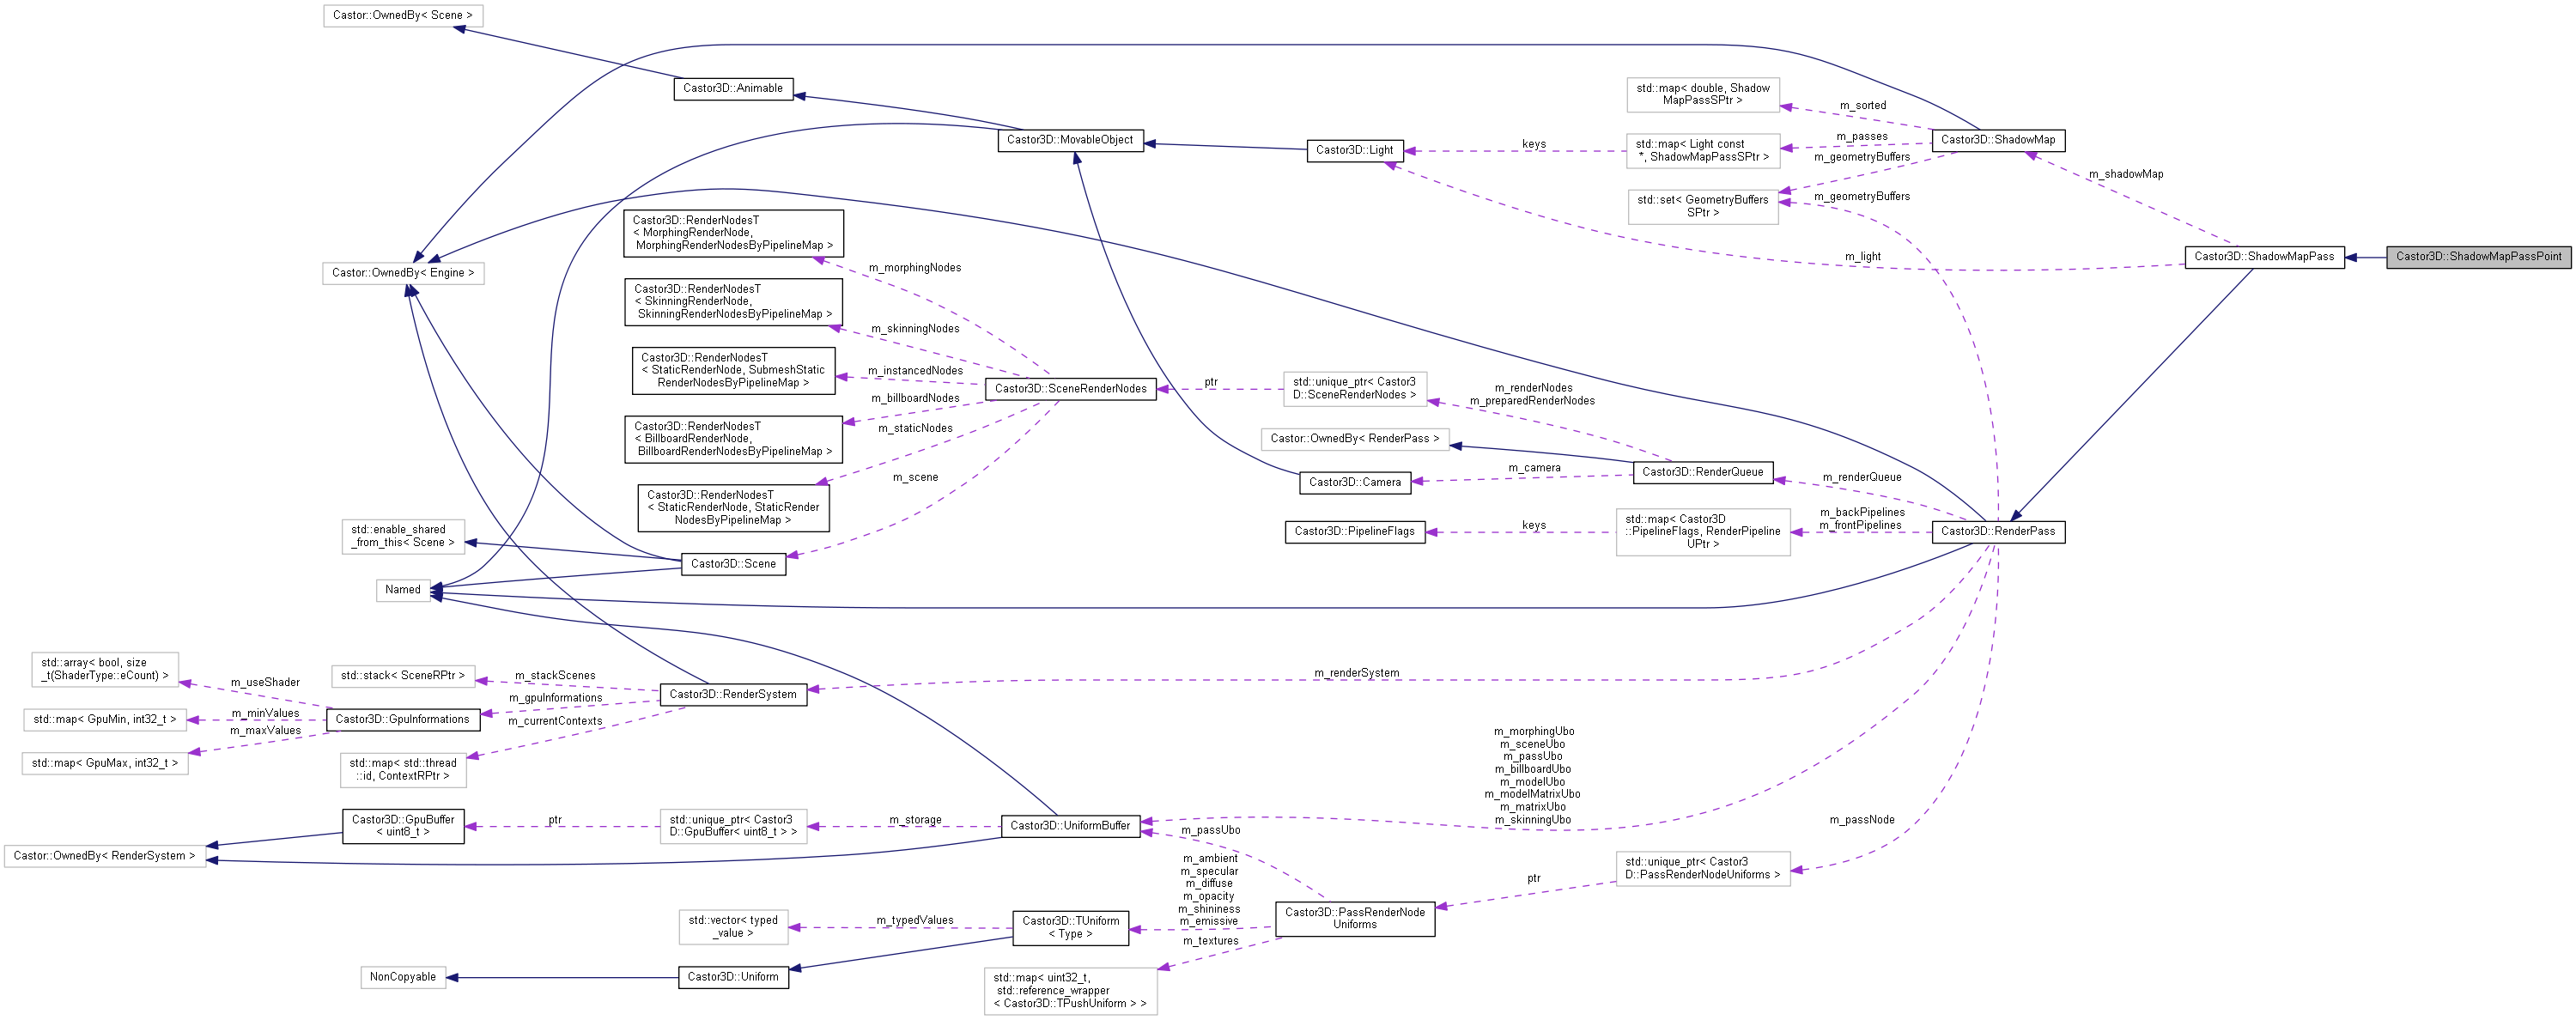 Castor::OwnedBy< Scene >
Castor3D::Animable
std::map< double, Shadow
MapPassSPtr >
m_sorted
Castor3D::MovableObject
Castor3D::Light
keys
std::map< Light const
*, ShadowMapPassSPtr >
m_passes
Castor3D::ShadowMap
m_geometryBuffers
m_shadowMap
std::set< GeometryBuffers
SPtr >
m_geometryBuffers
Castor3D::RenderNodesT
< MorphingRenderNode,
MorphingRenderNodesByPipelineMap >
Castor::OwnedBy< Engine >
m_morphingNodes
m_light
Castor3D::ShadowMapPass
Castor3D::ShadowMapPassPoint
Castor3D::RenderNodesT
< SkinningRenderNode,
SkinningRenderNodesByPipelineMap >
m_skinningNodes
Castor3D::RenderNodesT
< StaticRenderNode, SubmeshStatic
RenderNodesByPipelineMap >
m_instancedNodes
Castor3D::SceneRenderNodes
ptr
std::unique_ptr< Castor3
D::SceneRenderNodes >
m_renderNodes
m_preparedRenderNodes
m_billboardNodes
Castor3D::RenderNodesT
< BillboardRenderNode,
BillboardRenderNodesByPipelineMap >
m_staticNodes
Castor::OwnedBy< RenderPass >
m_camera
Castor3D::RenderQueue
m_renderQueue
m_scene
Castor3D::Camera
Castor3D::RenderNodesT
< StaticRenderNode, StaticRender
NodesByPipelineMap >
std::enable_shared
_from_this< Scene >
Castor3D::PipelineFlags
keys
std::map< Castor3D
::PipelineFlags, RenderPipeline
UPtr >
m_backPipelines
m_frontPipelines
Castor3D::RenderPass
Castor3D::Scene
Named
std::array< bool, size
_t(ShaderType::eCount) >
m_useShader
std::stack< SceneRPtr >
m_stackScenes
m_renderSystem
Castor3D::RenderSystem
m_gpuInformations
std::map< GpuMin, int32_t >
m_minValues
Castor3D::GpuInformations
m_currentContexts
m_maxValues
std::map< GpuMax, int32_t >
std::map< std::thread
::id, ContextRPtr >
m_morphingUbo
m_sceneUbo
m_passUbo
m_billboardUbo
m_modelUbo
m_modelMatrixUbo
m_matrixUbo
m_skinningUbo
Castor3D::GpuBuffer
< uint8_t >
ptr
std::unique_ptr< Castor3
D::GpuBuffer< uint8_t > >
m_storage
Castor3D::UniformBuffer
m_passUbo
m_passNode
Castor::OwnedBy< RenderSystem >
m_ambient
m_specular
m_diffuse
m_opacity
m_shininess
m_emissive
ptr
std::unique_ptr< Castor3
D::PassRenderNodeUniforms >
std::vector< typed
_value >
m_typedValues
Castor3D::TUniform
< Type >
m_textures
Castor3D::PassRenderNode
Uniforms
NonCopyable
Castor3D::Uniform
std::map< uint32_t,
std::reference_wrapper
< Castor3D::TPushUniform > >